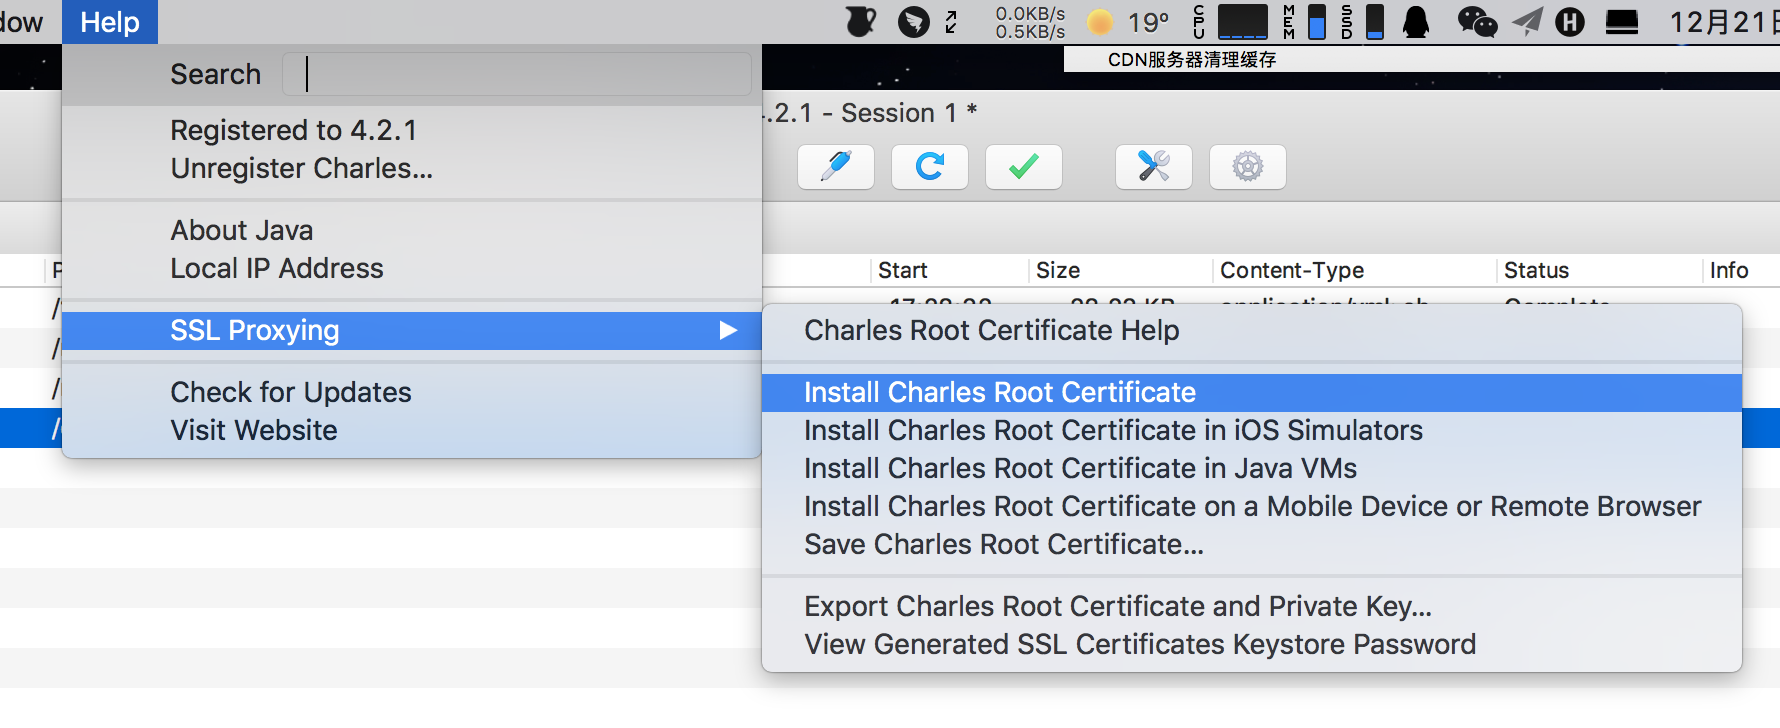 dow Help
0.0KB/s
0.5KB/s
19°
CPU
MEM
SSD
H
12月21日
CDN服务器清理缓存
Search
.2.1 - Session 1 *
Registered to 4.2.1
Unregister Charles...
About Java
Local IP Address
Start Size Content-Type Status Info
SSL Proxying
Charles Root Certificate Help
Check for Updates
Install Charles Root Certificate
Visit Website
Install Charles Root Certificate in iOS Simulators
Install Charles Root Certificate in Java VMs
Install Charles Root Certificate on a Mobile Device or Remote Browser
Save Charles Root Certificate...
Export Charles Root Certificate and Private Key...
View Generated SSL Certificates Keystore Password